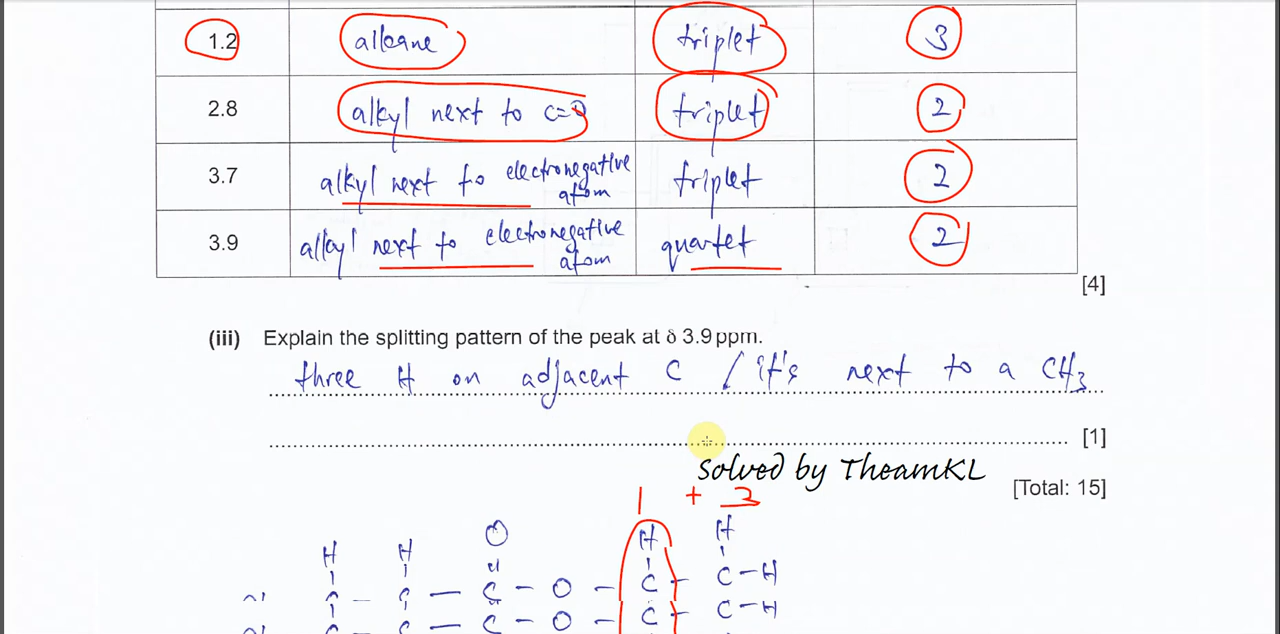 1.2 alkane triplet 3
2.8 alkyl next to C=O triplet 2
3.7 alkyl next to electronegative atom triplet 2
3.9 alkyl next to electronegative atom quartet 2
[4]
(iii) Explain the splitting pattern of the peak at δ 3.9 ppm.
three H on adjacent C / it's next to a CH3
[1]
Solved by TheamKL
[Total: 15]
1 + 3
H H O H H
C – C – C – O – C – C – H
C – C – C – O – C – C – H